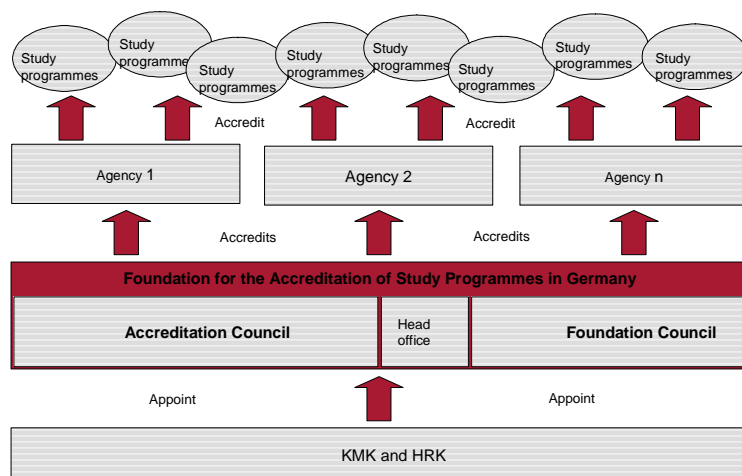 Study
programmes
Study
programmes
Study
programmes
Study
programmes
Study
programmes
Study
programmes
Study
programmes
Study
programmes
Accredit
Accredit
Agency 1
Agency 2
Agency n
Accredits
Accredits
Foundation for the Accreditation of Study Programmes in Germany
Accreditation Council
Head
office
Foundation Council
Appoint
Appoint
KMK and HRK